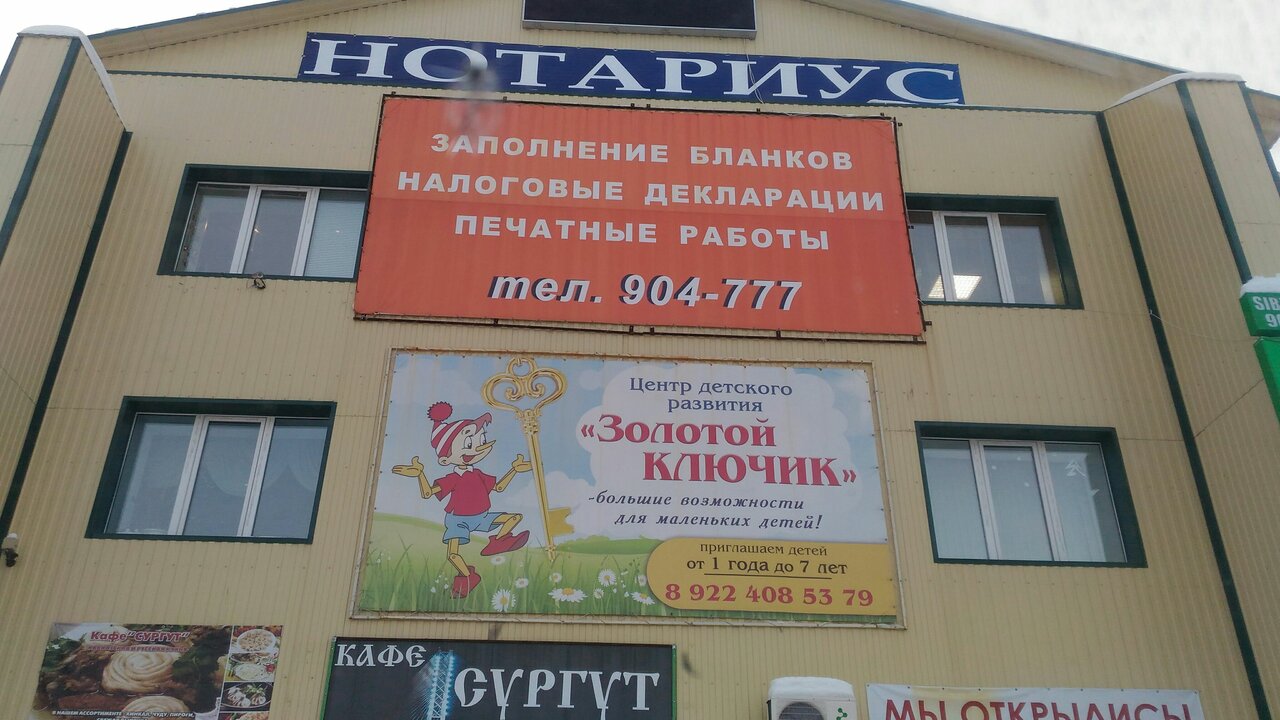 НОТАРИУС
ЗАПОЛНЕНИЕ БЛАНКОВ
НАЛОГОВЫЕ ДЕКЛАРАЦИИ
ПЕЧАТНЫЕ РАБОТЫ
тел. 904-777
Центр детского
развития
«Золотой
ключик»
-большие возможности
для маленьких детей!
приглашаем детей
от 1 года до 7 лет
8 922 408 53 79
Кафе "СУРГУТ"
КАФЕ
СУРГУТ
МЫ ОТКРЫЛИСЬ